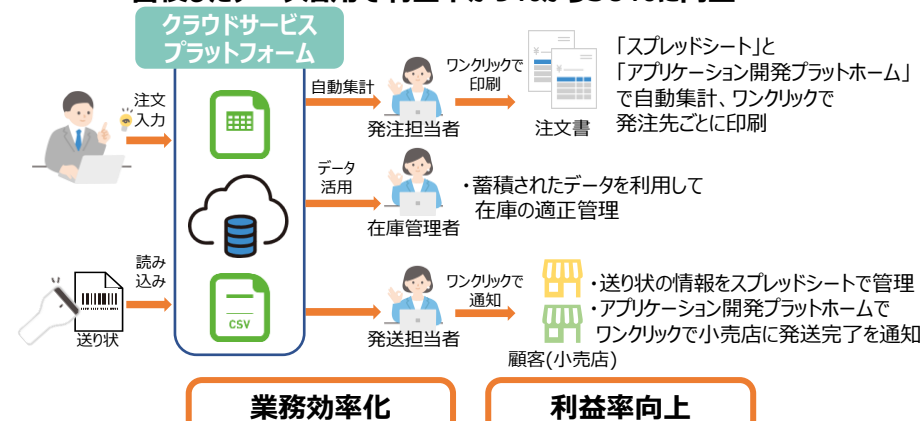 クラウドサービス
プラットフォーム
注文
入力
自動集計
発注担当者
ワンクリックで
印刷
注文書
「スプレッドシート」と
「アプリケーション開発プラットホーム」
で自動集計、ワンクリックで
発注先ごとに印刷
データ
活用
在庫管理者
・蓄積されたデータを利用して
在庫の適正管理
読み
込み
送り状
CSV
発送担当者
ワンクリックで
通知
顧客(小売店)
・送り状の情報をスプレッドシートで管理
・アプリケーション開発プラットホームで
ワンクリックで小売店に発送完了を通知
業務効率化
利益率向上